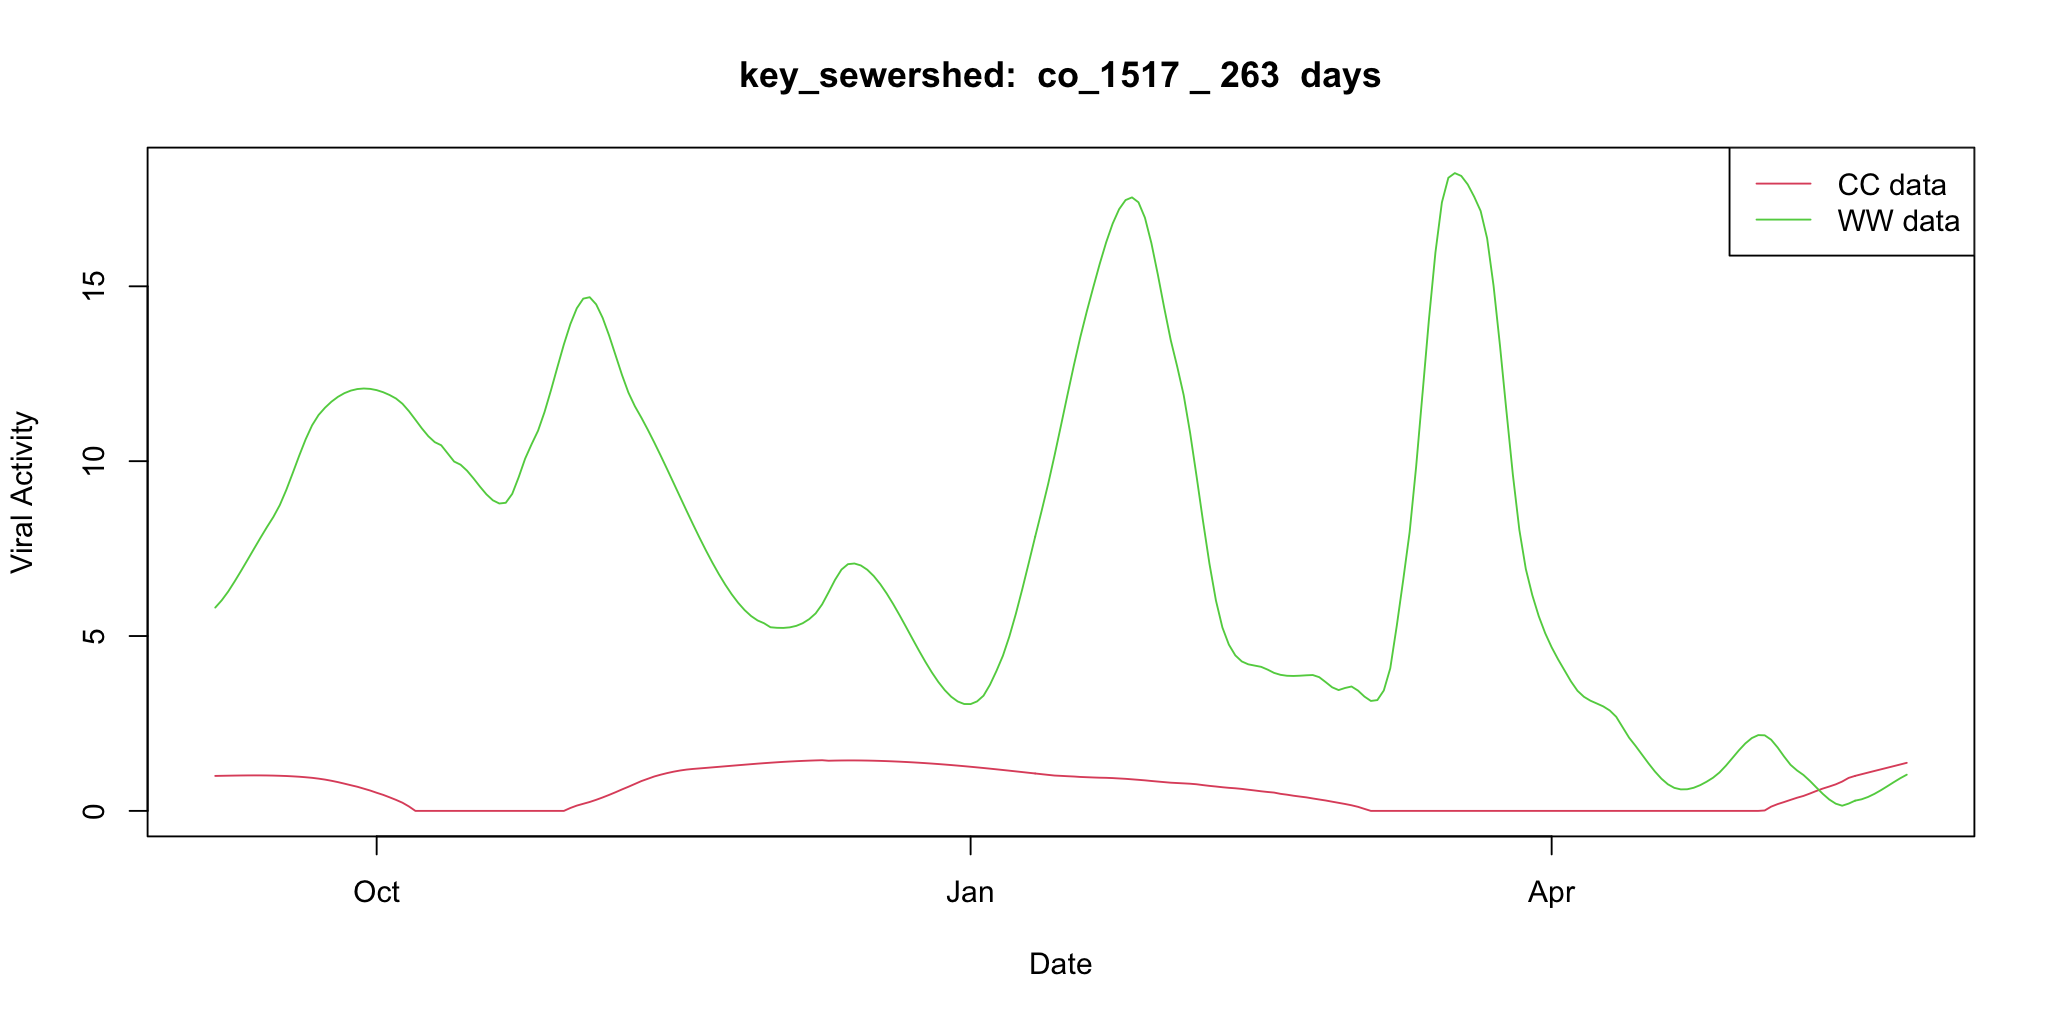 key_sewershed: co_1517 _ 263 days
CC data
WW data
Viral Activity
15
10
5
0
Oct Jan Apr
Date